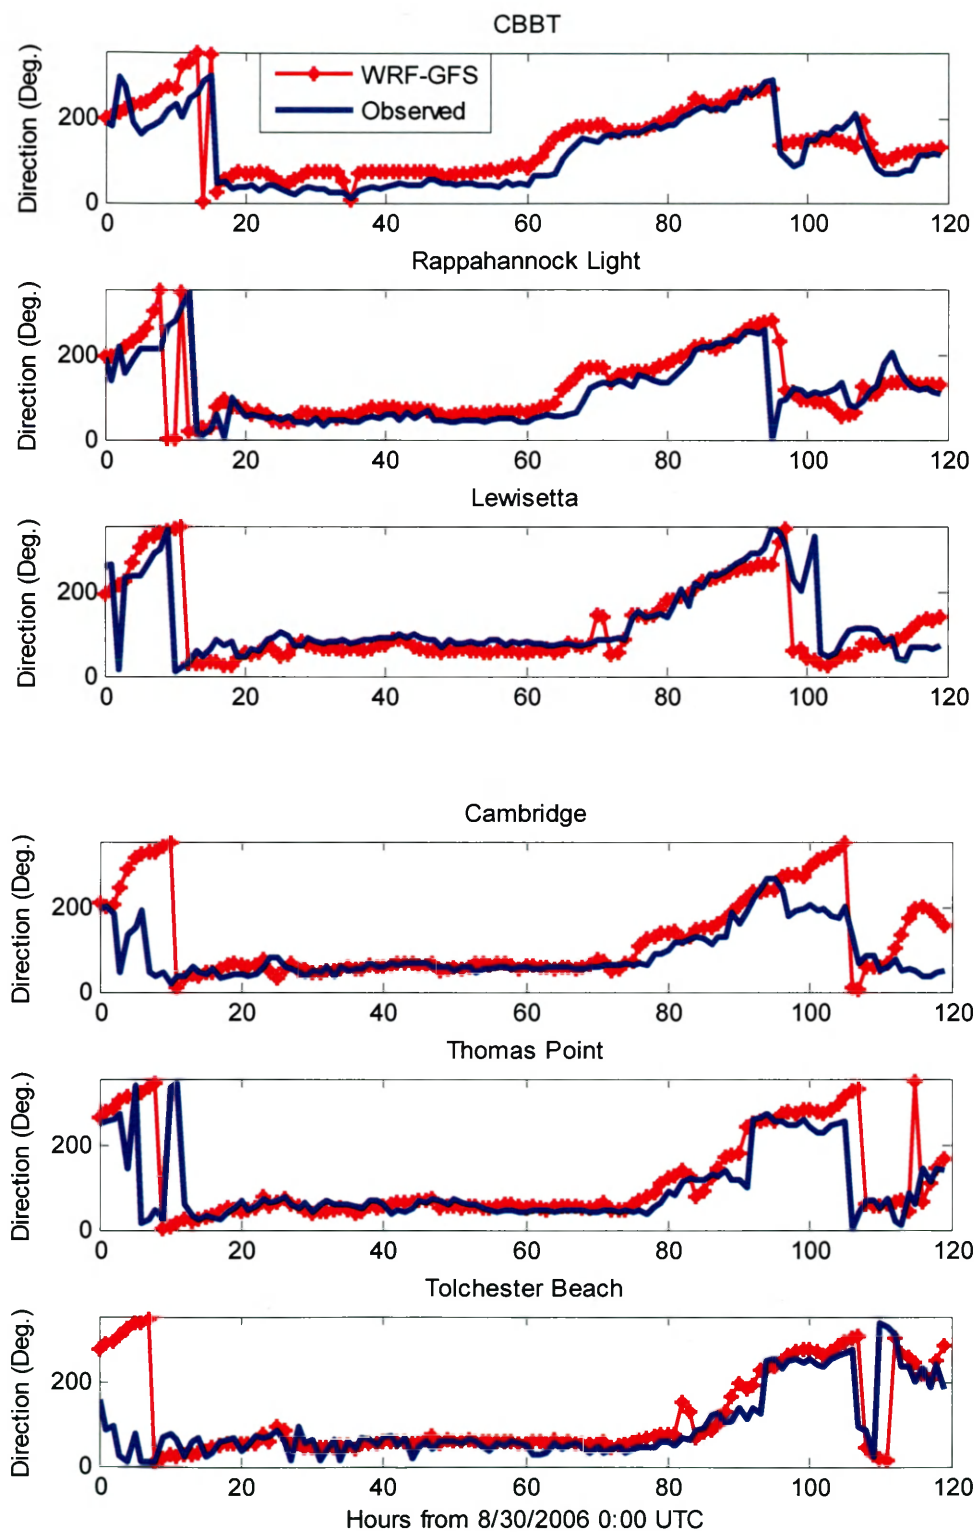 CBBT
Direction (Deg.)
200
0
WRF-GFS
Observed
0 20 40 60 80 100 120
Rappahannock Light
Direction (Deg.)
200
0
0 20 40 60 80 100 120
Lewisetta
Direction (Deg.)
200
0
0 20 40 60 80 100 120
Cambridge
Direction (Deg.)
200
0
0 20 40 60 80 100 120
Thomas Point
Direction (Deg.)
200
0
0 20 40 60 80 100 120
Tolchester Beach
Direction (Deg.)
200
0
0 20 40 60 80 100 120
Hours from 8/30/2006 0:00 UTC